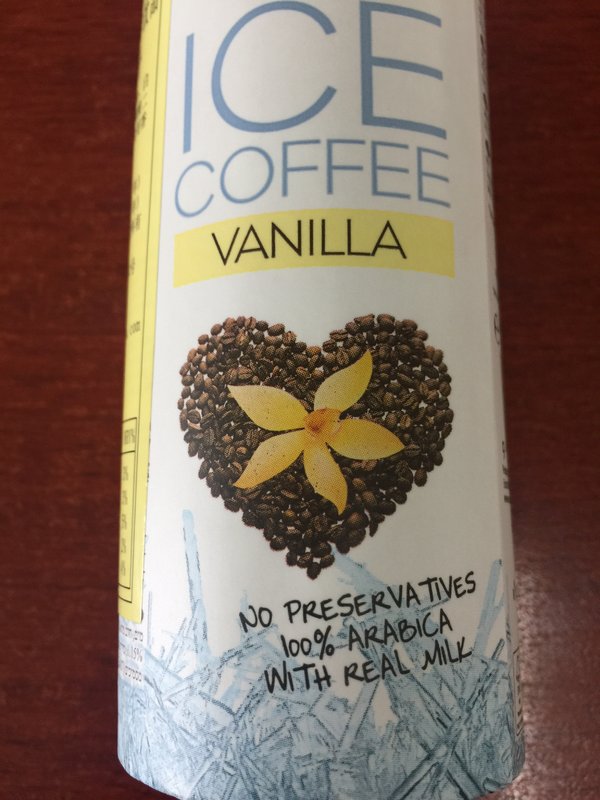 ICE
COFFEE
VANILLA
NO PRESERVATIVES
100% ARABICA
WITH REAL MILK